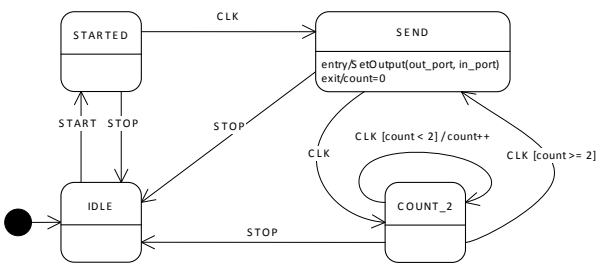 CLK
STARTED
SEND
entry/SetOutput(out_port, in_port)
exit/count=0
START
STOP
STOP
CLK
CLK [count < 2] / count++
CLK [count >= 2]
IDLE
COUNT_2
STOP